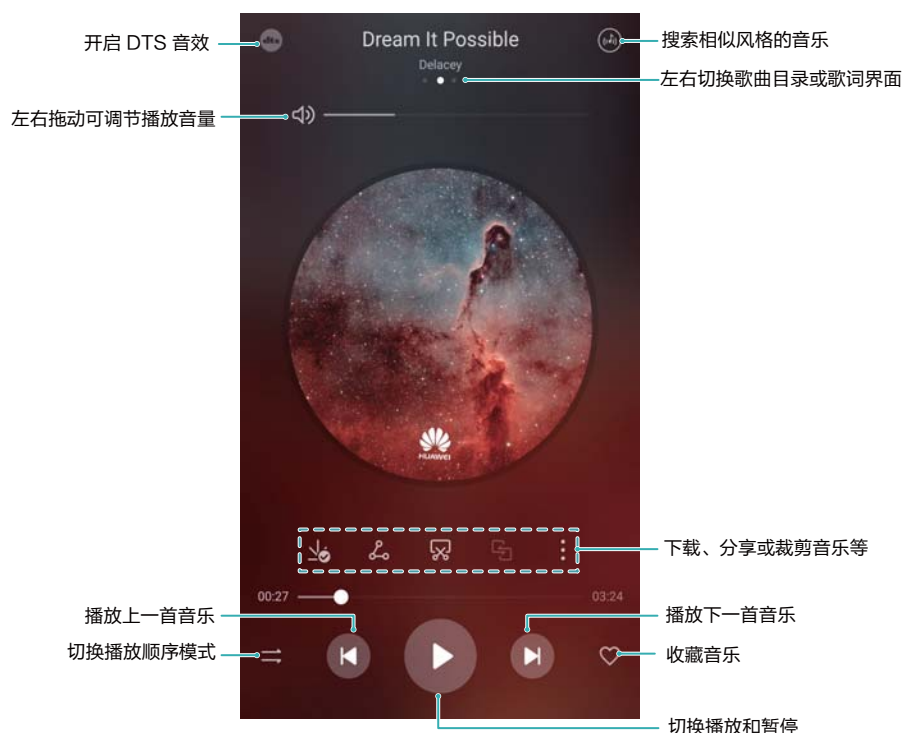 开启 DTS 音效
dts
Dream It Possible
搜索相似风格的音乐
Delacey
左右切换歌曲目录或歌词界面
左右拖动可调节播放音量
HUAWEI
下载、分享或裁剪音乐等
00:27
03:24
播放上一首音乐
播放下一首音乐
切换播放顺序模式
收藏音乐
切换播放和暂停